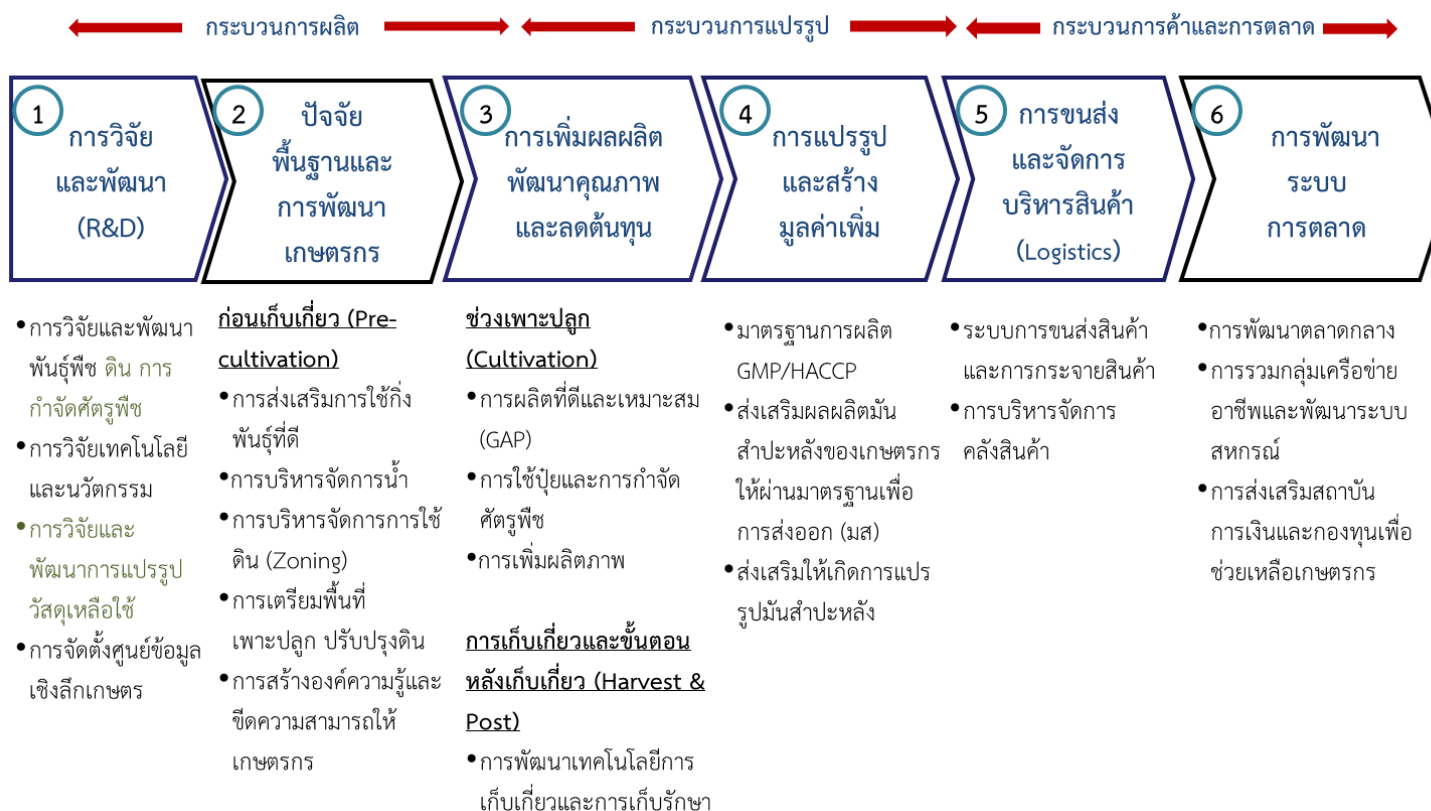 กระบวนการผลิต
กระบวนการแปรรูป
กระบวนการค้าและการตลาด
1
การวิจัย
และพัฒนา
(R&D)
2
ปัจจัย
พื้นฐานและ
การพัฒนา
เกษตรกร
3
การเพิ่มผลผลิต
พัฒนาคุณภาพ
และลดต้นทุน
4
การแปรรูป
และสร้าง
มูลค่าเพิ่ม
5
การขนส่ง
และจัดการ
บริหารสินค้า
(Logistics)
6
การพัฒนา
ระบบ
การตลาด
•การวิจัยและพัฒนา
พันธุ์พืช ดิน การ
กำจัดศัตรูพืช
•การวิจัยเทคโนโลยี
และนวัตกรรม
•การวิจัยและ
พัฒนาการแปรรูป
วัสดุเหลือใช้
•การจัดตั้งศูนย์ข้อมูล
เชิงลึกเกษตร
ก่อนเก็บเกี่ยว (Pre-
cultivation)
•การส่งเสริมการใช้กิ่ง
พันธุ์ที่ดี
•การบริหารจัดการน้ำ
•การบริหารจัดการการใช้
ดิน (Zoning)
•การเตรียมพื้นที่
เพาะปลูก ปรับปรุงดิน
•การสร้างองค์ความรู้และ
ขีดความสามารถให้
เกษตรกร
ช่วงเพาะปลูก
(Cultivation)
•การผลิตที่ดีและเหมาะสม
(GAP)
•การใช้ปุ๋ยและการกำจัด
ศัตรูพืช
•การเพิ่มผลิตภาพ
การเก็บเกี่ยวและขั้นตอน
หลังเก็บเกี่ยว (Harvest &
Post)
•การพัฒนาเทคโนโลยีการ
เก็บเกี่ยวและการเก็บรักษา
•มาตรฐานการผลิต
GMP/HACCP
•ส่งเสริมผลผลิตมัน
สำปะหลังของเกษตรกร
ให้ผ่านมาตรฐานเพื่อ
การส่งออก (มส)
•ส่งเสริมให้เกิดการแปร
รูปมันสำปะหลัง
•ระบบการขนส่งสินค้า
และการกระจายสินค้า
•การบริหารจัดการ
คลังสินค้า
•การพัฒนาตลาดกลาง
•การรวมกลุ่มเครือข่าย
อาชีพและพัฒนาระบบ
สหกรณ์
•การส่งเสริมสถาบัน
การเงินและกองทุนเพื่อ
ช่วยเหลือเกษตรกร